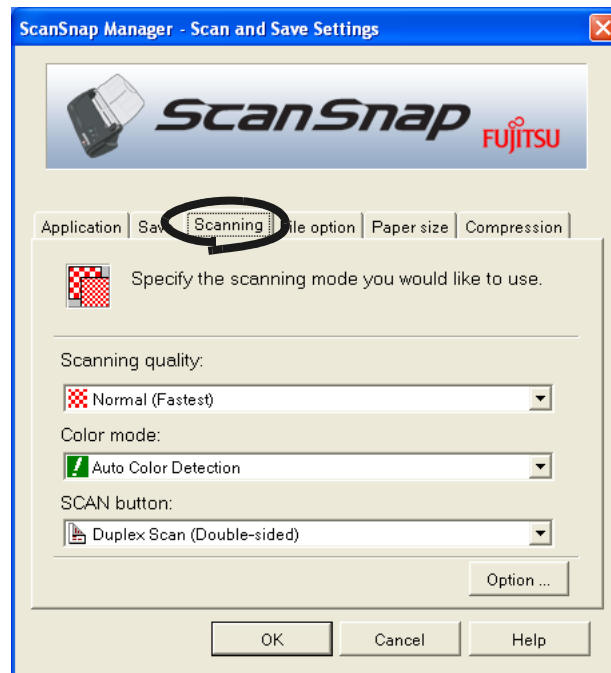 ScanSnap Manager - Scan and Save Settings
ScanSnap FUJITSU
Application Scanning option Paper size Compression
Specify the scanning mode you would like to use.
Scanning quality:
Normal (Fastest)
Color mode:
Auto Color Detection
SCAN button:
Duplex Scan (Double-sided)
Option ...
OK Cancel Help